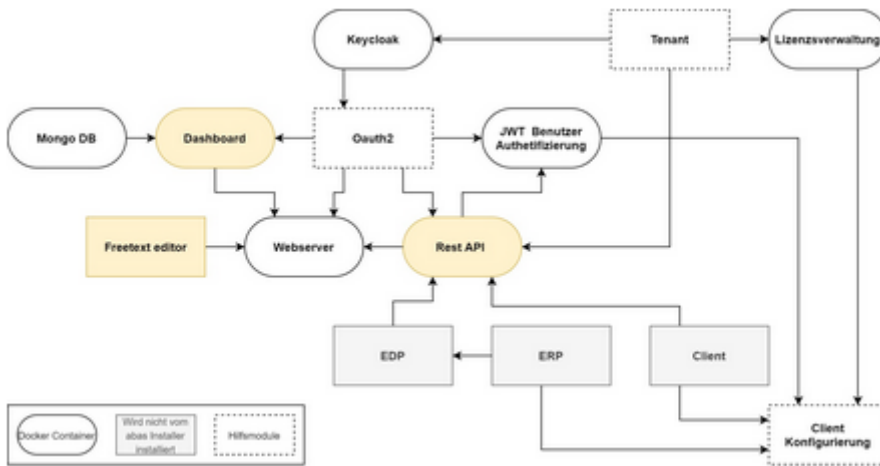 Keycloak
Tenant
Lizenzsverwaltung
Mongo DB
Dashboard
Oauth2
JWT Benutzer
Authetifizierung
Freetext editor
Webserver
Rest API
EDP
ERP
Client
Docker Container
Wird nicht vom
abas Installer
installiert
Hilfsmodule
Client
Konfigurierung